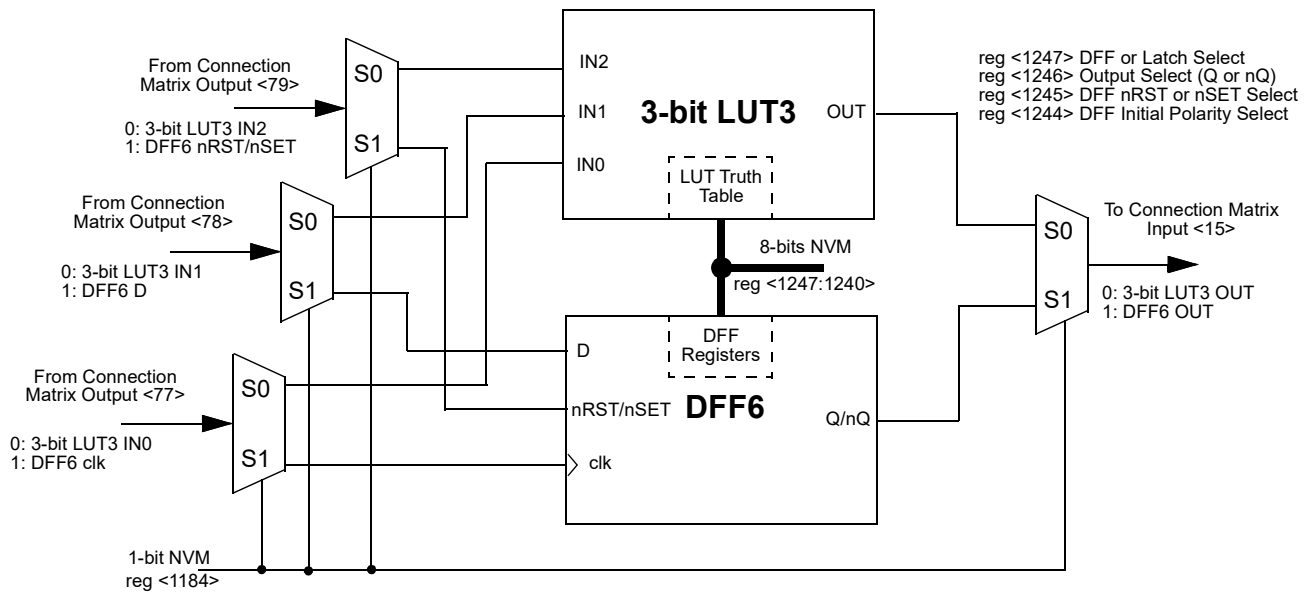 From Connection
Matrix Output <79>
0: 3-bit LUT3 IN2
1: DFF6 nRST/nSET
S0
S1
From Connection
Matrix Output <78>
0: 3-bit LUT3 IN1
1: DFF6 D
S0
S1
From Connection
Matrix Output <77>
0: 3-bit LUT3 IN0
1: DFF6 clk
S0
S1
1-bit NVM
reg <1184>
IN2
IN1
IN0
3-bit LUT3
OUT
LUT Truth
Table
8-bits NVM
reg <1247:1240>
DFF
Registers
D
nRST/nSET
clk
DFF6
Q/nQ
reg <1247> DFF or Latch Select
reg <1246> Output Select (Q or nQ)
reg <1245> DFF nRST or nSET Select
reg <1244> DFF Initial Polarity Select
S0
S1
To Connection Matrix
Input <15>
0: 3-bit LUT3 OUT
1: DFF6 OUT